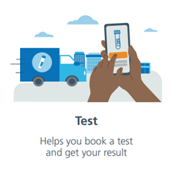 Test
Helps you book a test
and get your result